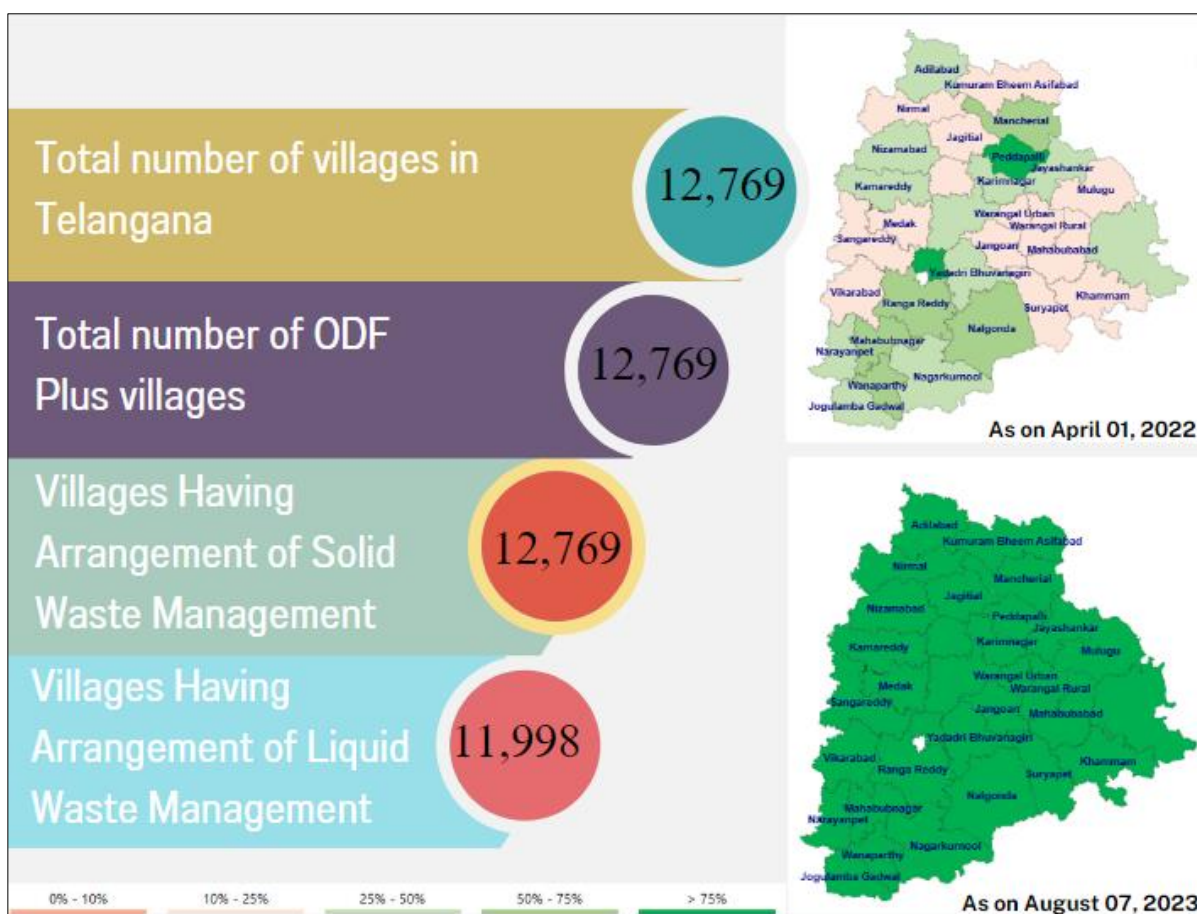 Total number of villages in
Telangana
12,769
Total number of ODF
Plus villages
12,769
Villages Having
Arrangement of Solid
Waste Management
12,769
Villages Having
Arrangement of Liquid
Waste Management
11,998
0% - 10%
10% - 25%
25% - 50%
50% - 75%
> 75%
Adilabad
Kumuram Bheem Asifabad
Nirmal
Mancherial
Jagitial
Nizamabad
Peddapalli
Jayashankar
Kamareddy
Karimnagar
Mulugu
Warangal Urban
Medak
Warangal Rural
Sangareddy
Jangoan
Mahabubabad
Yadadri Bhuvanagiri
Vikarabad
Ranga Reddy
Khammam
Suryapet
Nalgonda
Mahabubnagar
Narayanpet
Nagarkurnool
Wanaparthy
Jogulamba Gadwal
As on April 01, 2022
Adilabad
Kumuram Bheem Asifabad
Nirmal
Mancherial
Jagitial
Nizamabad
Peddapalli
Jayashankar
Kamareddy
Karimnagar
Mulugu
Warangal Urban
Medak
Warangal Rural
Sangareddy
Jangoan
Mahabubabad
Yadadri Bhuvanagiri
Vikarabad
Ranga Reddy
Khammam
Suryapet
Nalgonda
Mahabubnagar
Narayanpet
Nagarkurnool
Wanaparthy
Jogulamba Gadwal
As on August 07, 2023